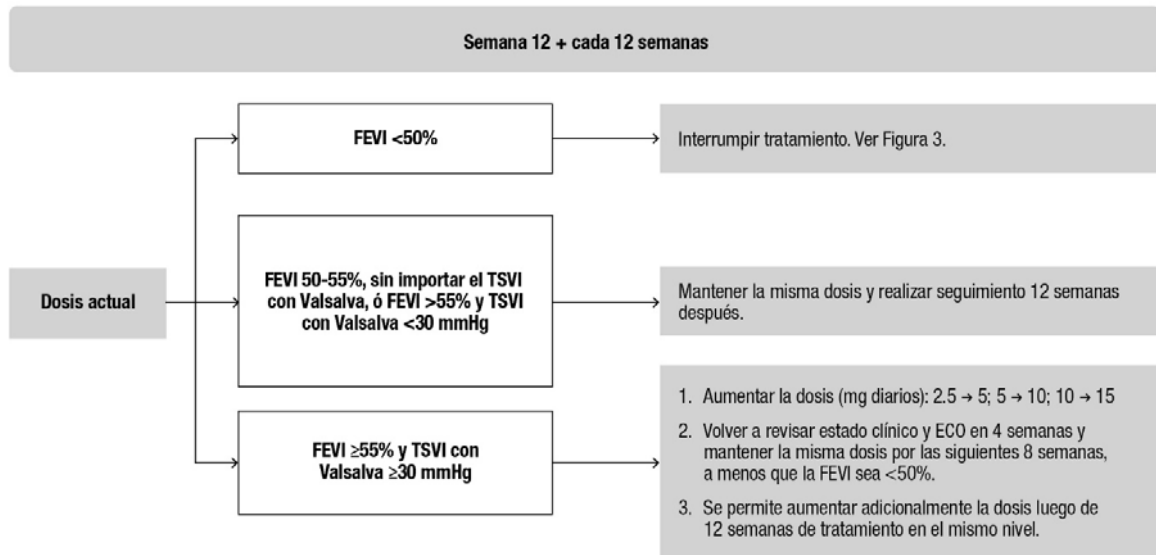 Semana 12 + cada 12 semanas
FEVI <50%
Interrumpir tratamiento. Ver Figura 3.
Dosis actual
FEVI 50-55%, sin importar el TSVI
con Valsalva, ó FEVI >55% y TSVI
con Valsalva <30 mmHg
Mantener la misma dosis y realizar seguimiento 12 semanas
después.
FEVI ≥55% y TSVI con
Valsalva ≥30 mmHg
1. Aumentar la dosis (mg diarios): 2.5 → 5; 5 → 10; 10 → 15
2. Volver a revisar estado clínico y ECO en 4 semanas y
mantener la misma dosis por las siguientes 8 semanas,
a menos que la FEVI sea <50%.
3. Se permite aumentar adicionalmente la dosis luego de
12 semanas de tratamiento en el mismo nivel.